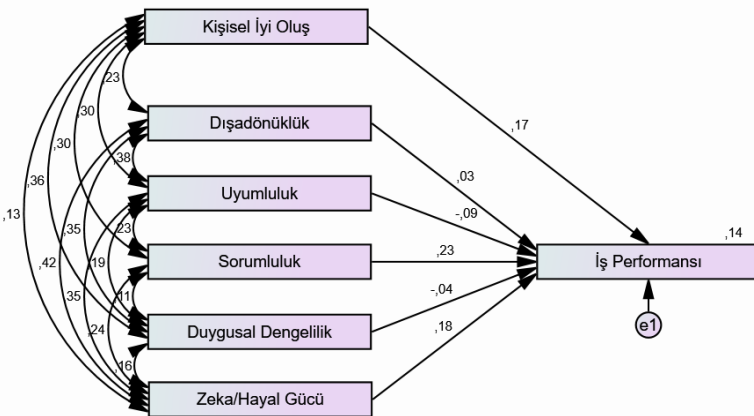 Kişisel İyi Oluş
,23
,17
Dışadönüklük
,30
,30
,38
,03
,36
Uyumluluk
-,09
,13
,35
,23
,14
,42
,19
Sorumluluk
,23
İş Performansı
,35
,11
-,04
,24
Duygusal Dengelilik
,18
e1
,16
Zeka/Hayal Gücü